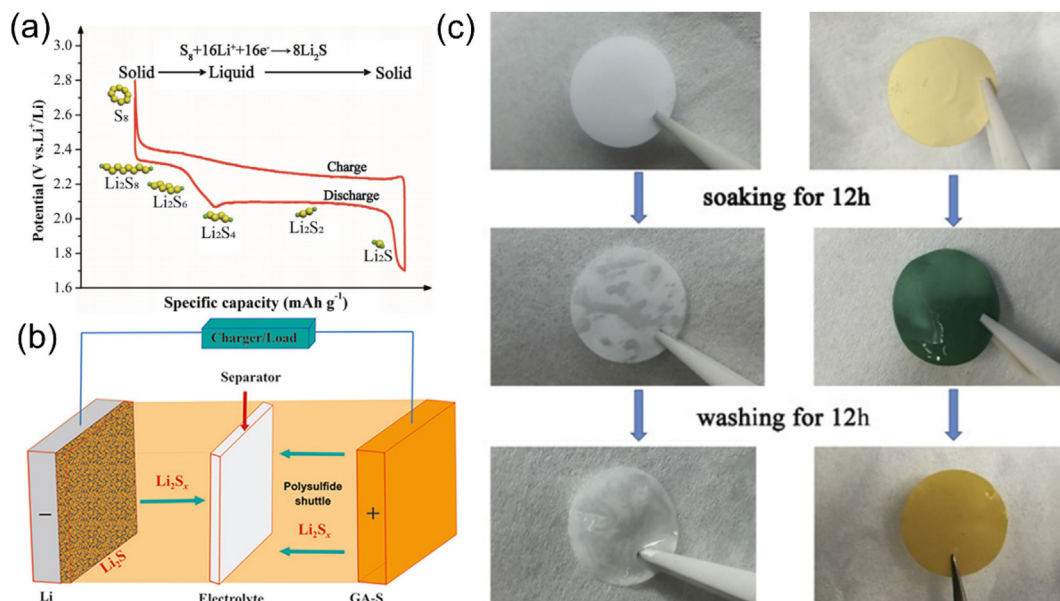 (a)
3.0
2.8
2.6
2.4
2.2
2.0
1.8
1.6
Potential (V vs.Li⁺/Li)
S₈+16Li⁺+16e⁻→8Li₂S
Solid
Liquid
Solid
S₈
Li₂S₈
Li₂S₆
Li₂S₄
Li₂S₂
Li₂S
Charge
Discharge
Specific capacity (mAh g⁻¹)
(b)
Charger/Load
Separator
Li₂Sₓ
Polysulfide
shuttle
Li₂Sₓ
−
+
Li₂S
Li
Electrolyte
GA-S
(c)
soaking for 12h
washing for 12h